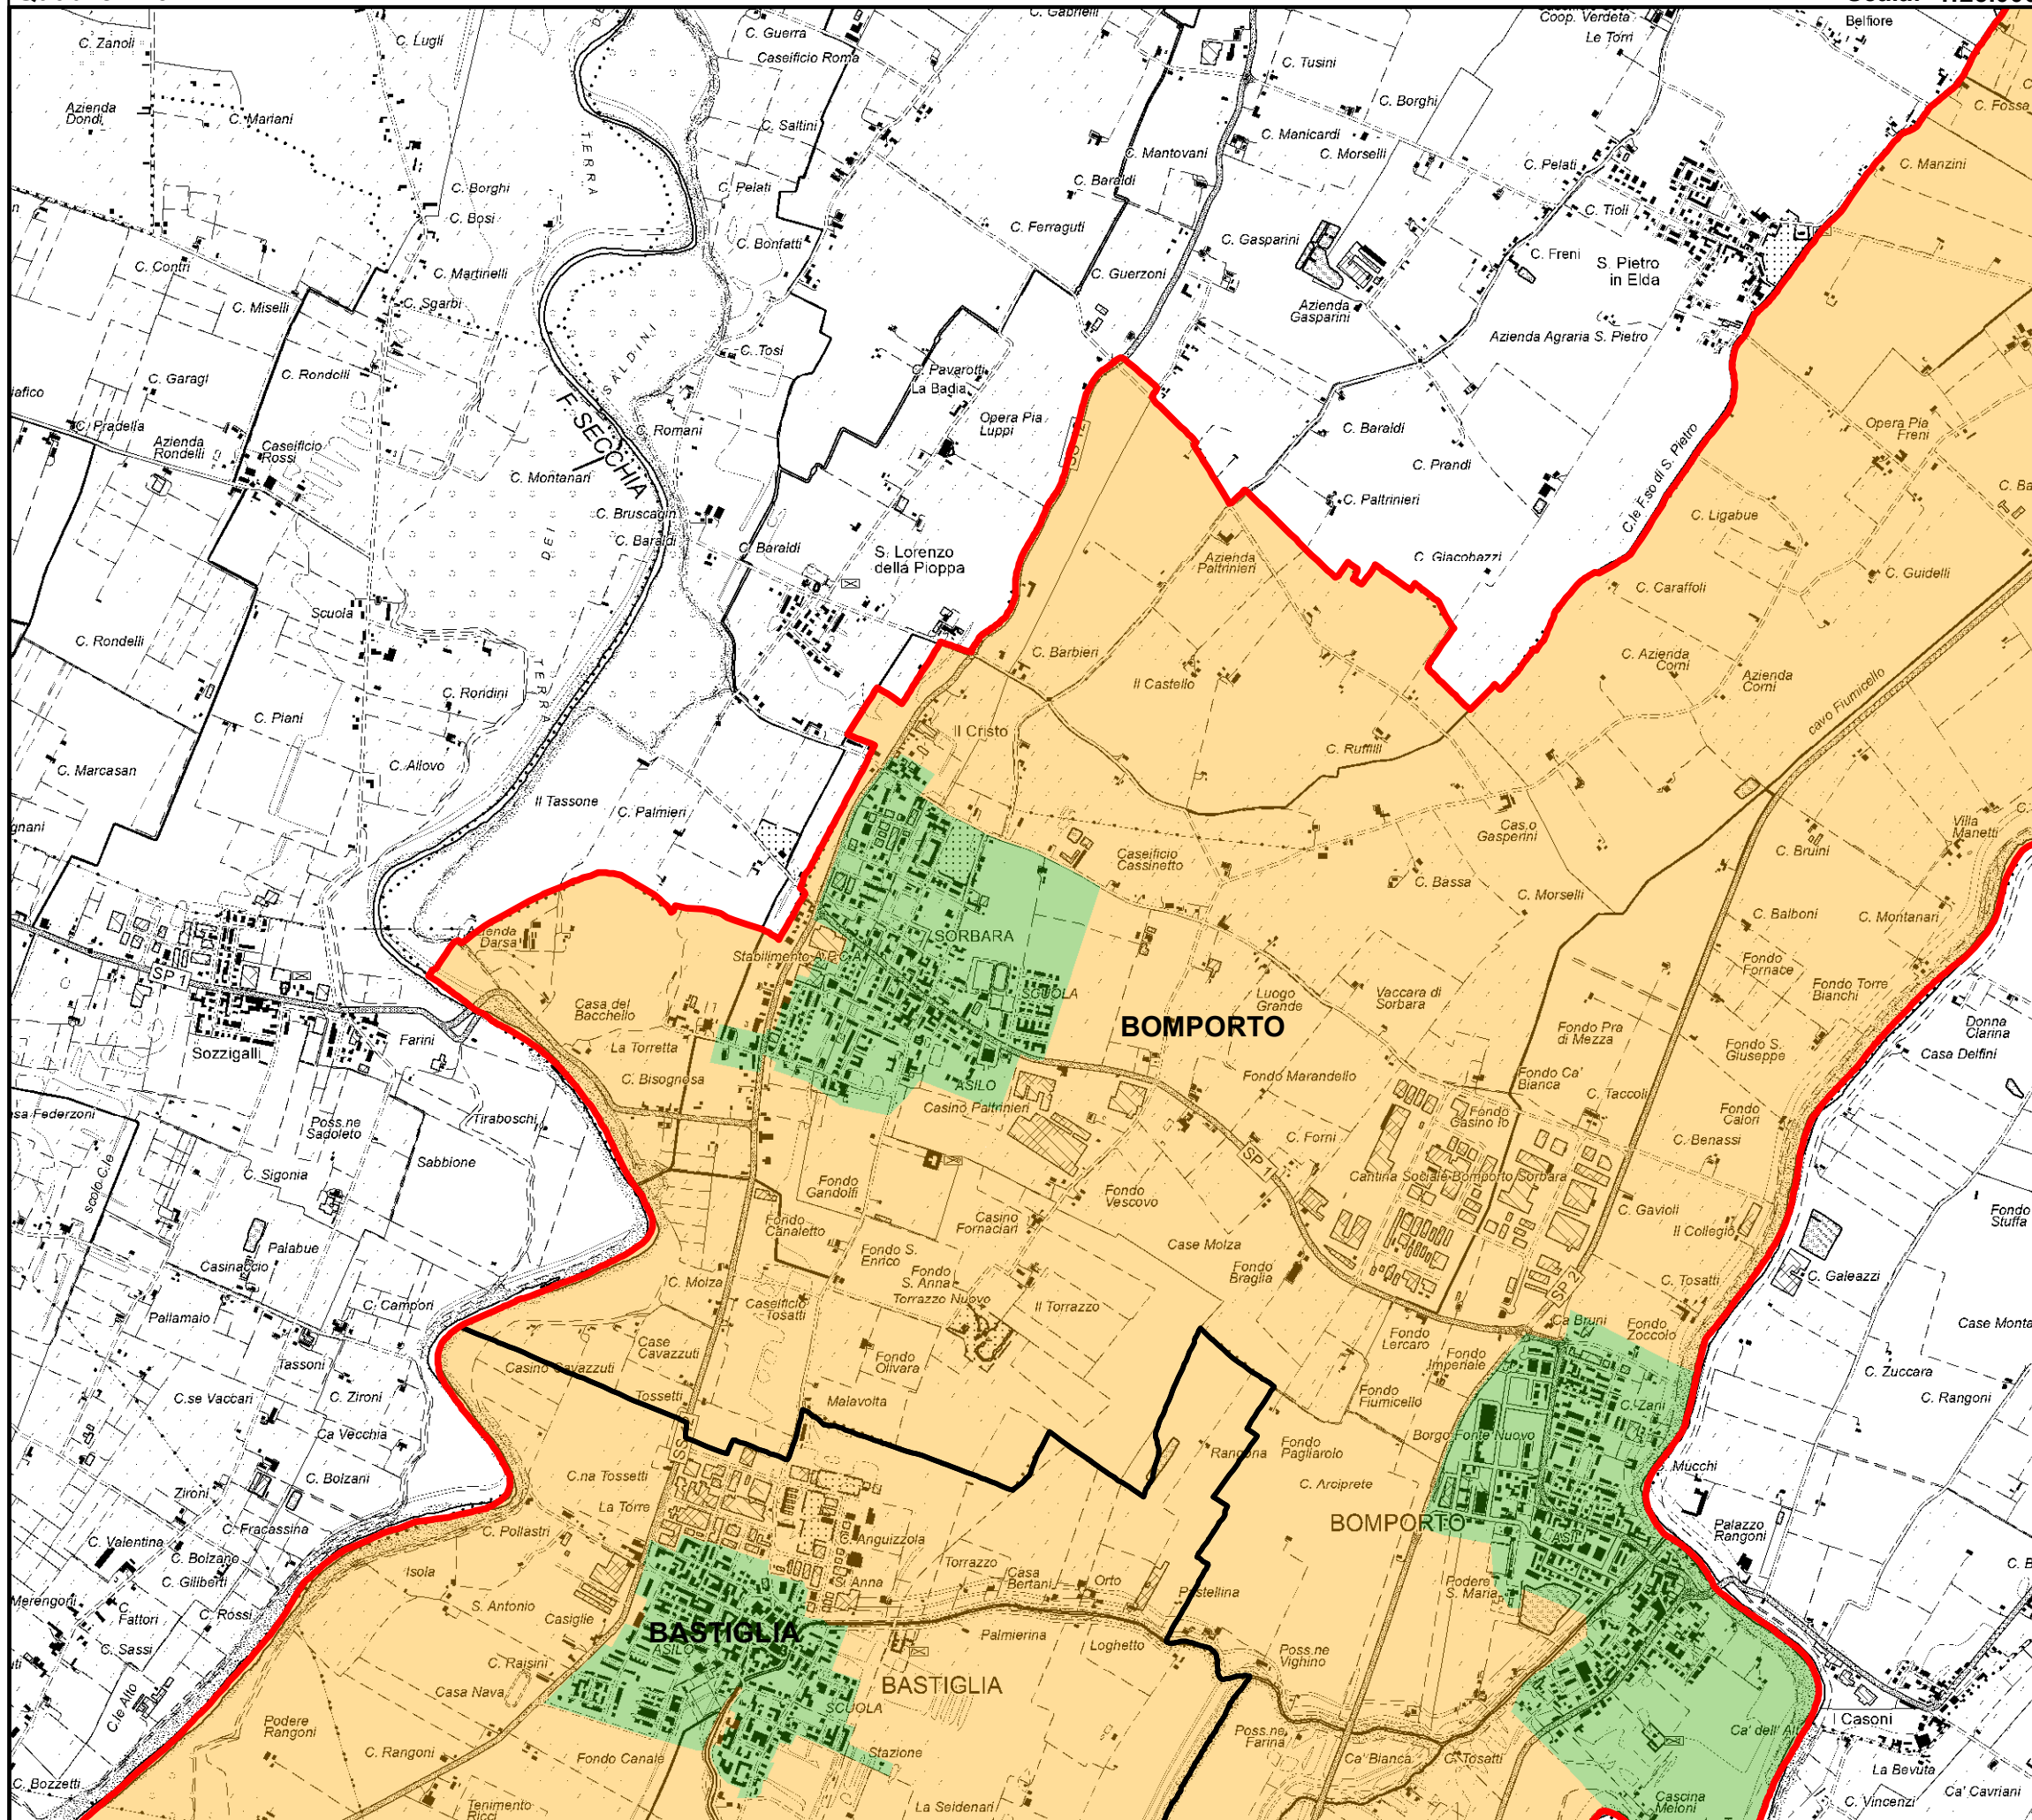 C. Zanoli
C. Lugli
C. Guerra
C. Gabrielli
Caseificio Roma
Coop. Verdeta
Le Torri
Belfiore
C. Tusini
C. Borghi
Azienda
Dondi
C. Mariani
C. Saltini
C. Manicardi
C. Morselli
C. Mantovani
C. Pelati
C. Manzini
C. Borghi
C. Bosi
TERRA
C. Pelati
C. Baraldi
C. Tioli
C. Ferraguti
C. Gasparini
C. Bonfatti
C. Freni
S. Pietro
in Elda
C. Contri
C. Martinelli
C. Guerzoni
C. Miselli
C. Sgarbi
Azienda
Gasparini
Azienda Agraria S. Pietro
SALDINI
C. Tosi
C. Garagl
C. Rondolli
C. Pavarotti
La Badia
F. SECCHIA
Opera Pia
Luppi
Opera Pia
Freni
C. Pradella
Azienda
Rondelli
Caseificio
Rossi
C. Romani
C. Baraldi
C. Prandi
C. Montanari
C. Paltrinieri
C.le F.so di S. Pietro
C. Bruscagin
C. Ligabue
C. Baraldi
C. Baraldi
DEI
S. Lorenzo
della Pioppa
Azienda
Paltrinieri
C. Giacobazzi
C. Guidelli
C. Caraffoli
Scuola
C. Rondelli
C. Barbieri
C. Azienda
Corni
Azienda
Corni
TERRA
C. Rondini
Il Castello
cavo Fiumicello
C. Piani
Il Cristo
C. Ruffilli
C. Marcasan
C. Allovo
Il Tassone
C. Palmieri
Cas.o
Gasperini
Villa
Manetti
C. Bruini
Caseificio
Cassinetto
C. Bassa
C. Morselli
C. Balboni
C. Montanari
Azienda
Darsa
SORBARA
Stabilimento A.P.C.A.
SP 1
Fondo
Fornace
Fondo Torre
Bianchi
Casa del
Bacchello
SCUOLA
Luogo
Grande
Vaccara di
Sorbara
BOMPORTO
Fondo Pra
di Mezza
Donna
Clarina
Sozzigalli
Farini
La Torretta
Fondo S.
Giuseppe
Casa Delfini
C. Bisognosa
ASILO
Fondo Marandello
Fondo Ca'
Bianca
C. Taccoli
Poss.ne
Sadoleto
Tiraboschi
Casino Paltrinieri
Fondo
Casino Io
Fondo
Calori
C. Forni
C. Benassi
Sabbione
C. Sigonia
scolo C.le
SP 1
Cantina Sociale Bomporto Sorbara
Fondo
Gandolfi
Fondo
Vescovo
C. Gavioli
Fondo
Stuffa
Casino
Fornaciari
Fondo
Canaletto
Il Collegio
Palabue
Fondo S.
Enrico
Case Molza
Casinaccio
Fondo
S. Anna
Torrazzo Nuovo
Fondo
Braglia
C. Molza
C. Galeazzi
C. Tosatti
SP 2
C. Campori
Caseificio
Tosatti
Il Torrazzo
Pallamaio
Ca Bruni
Fondo
Zoccolo
Fondo
Lercaro
Case
Cavazzuti
Tassoni
Casino Cavazzuti
Fondo
Olivara
Fondo
Imperiale
C. Zuccara
C.se Vaccari
C. Zironi
Tossetti
Malavolta
Fondo
Fiumicello
C. Zani
C. Rangoni
Ca Vecchia
Borgo Fonte Nuovo
Rangona
Fondo
Pagliarolo
C. Bolzani
C.na Tossetti
C. Arciprete
Mucchi
Zironi
La Torre
BOMPORTO
Palazzo
Rangoni
C. Fracassina
C. Valentina
C. Pollastri
C. Anguizzola
C. Bolzano
C. Giliberti
Isola
Torrazzo
Casa
Bertani
Orto
S. Anna
Pastellina
Podere
S. Maria
Merengoni
C.
Fattori
C. Rossi
S. Antonio
Casiglie
BASTIGLIA
ASILO
Palmierina
Loghetto
Poss.ne
Vighino
C. Sassi
C. Raisini
BASTIGLIA
Casa Nava
C.le Alto
SCUOLA
Podere
Rangoni
I Casoni
Poss.ne
Farina
C. Rangoni
Fondo Canale
Stazione
Ca' Bianca
C. Tosatti
La Bevuta
C. Bozzetti
Tenimento
Ricci
La Seidenari
Cascina
Meloni
C. Vincenzi
Ca' Cavriani